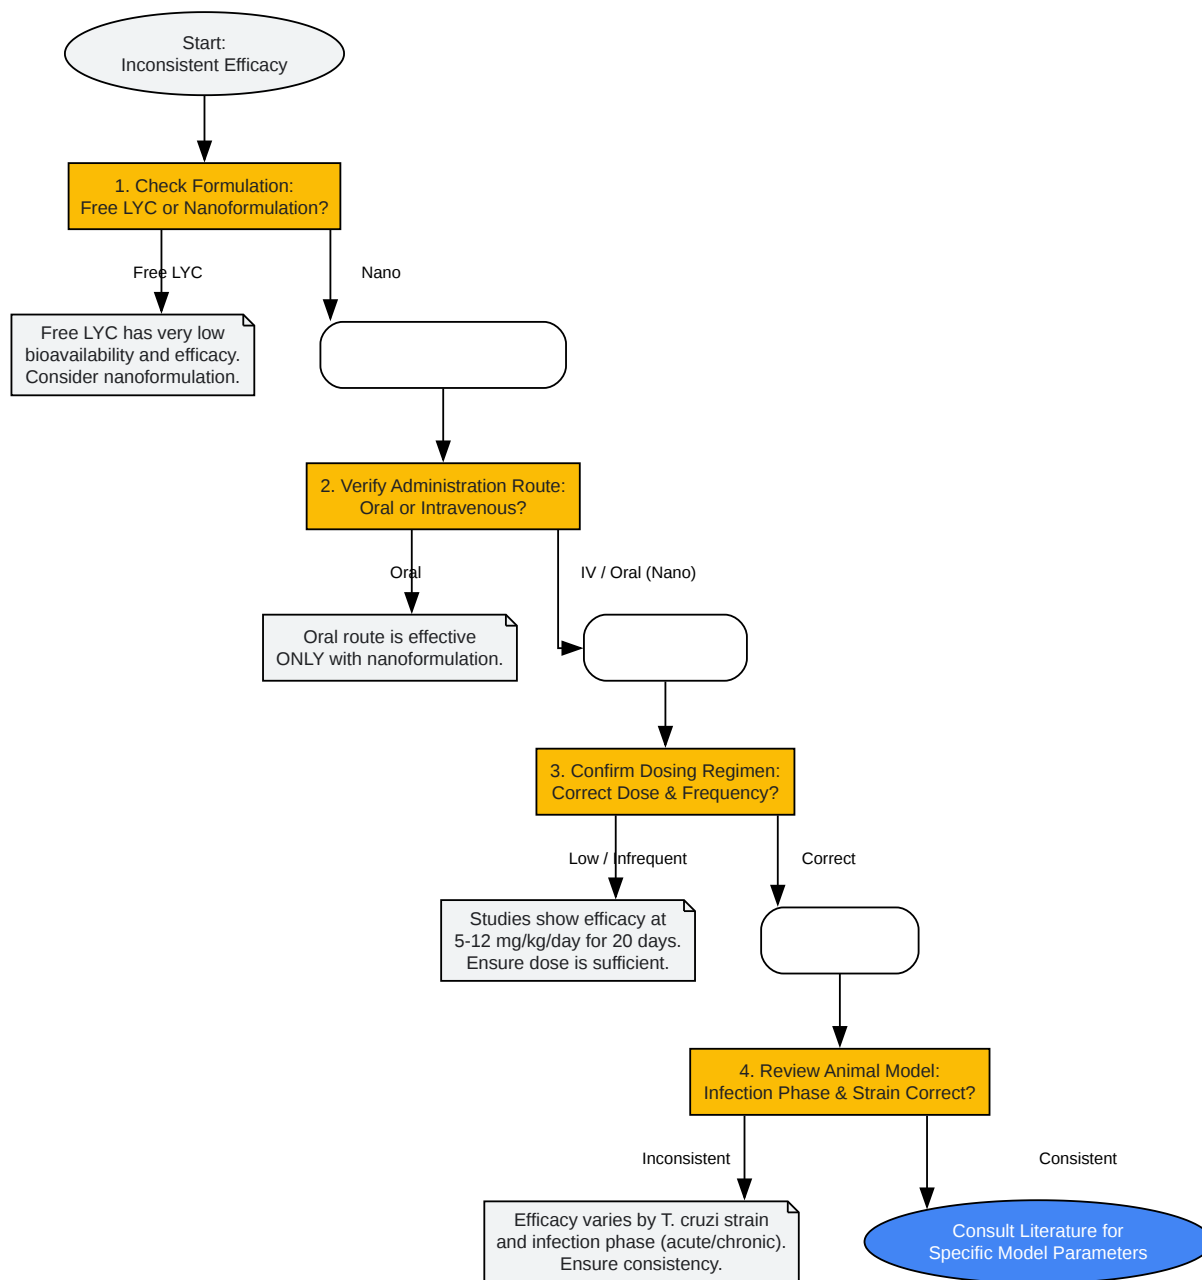 Start:
Inconsistent Efficacy
1. Check Formulation:
Free LYC or Nanoformulation?
Free LYC
Nano
Free LYC has very low
bioavailability and efficacy.
Consider nanoformulation.
2. Verify Administration Route:
Oral or Intravenous?
Oral
IV / Oral (Nano)
Oral route is effective
ONLY with nanoformulation.
3. Confirm Dosing Regimen:
Correct Dose & Frequency?
Low / Infrequent
Correct
Studies show efficacy at
5-12 mg/kg/day for 20 days.
Ensure dose is sufficient.
4. Review Animal Model:
Infection Phase & Strain Correct?
Inconsistent
Consistent
Efficacy varies by T. cruzi strain
and infection phase (acute/chronic).
Ensure consistency.
Consult Literature for
Specific Model Parameters